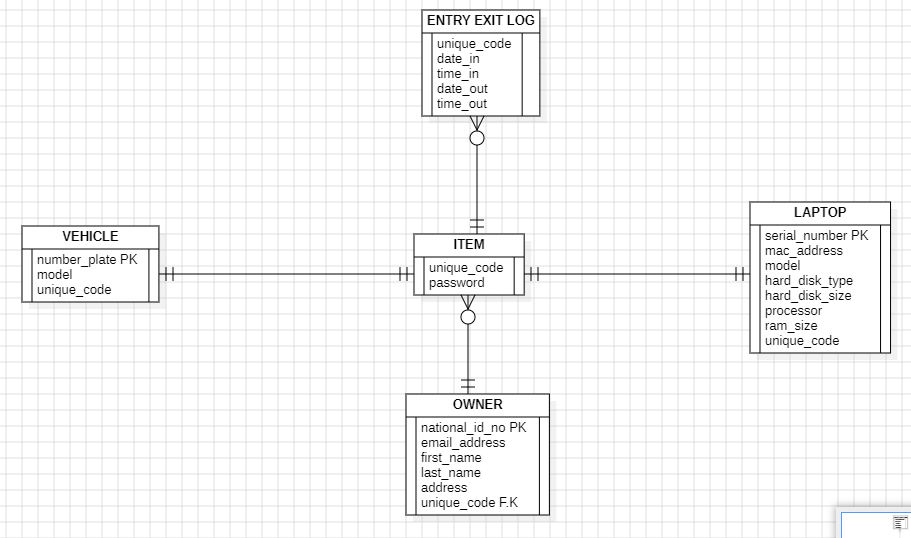 ENTRY EXIT LOG
unique_code
date_in
time_in
date_out
time_out
VEHICLE
number_plate PK
model
unique_code
ITEM
unique_code
password
LAPTOP
serial_number PK
mac_address
model
hard_disk_type
hard_disk_size
processor
ram_size
unique_code
OWNER
national_id_no PK
email_address
first_name
last_name
address
unique_code F.K